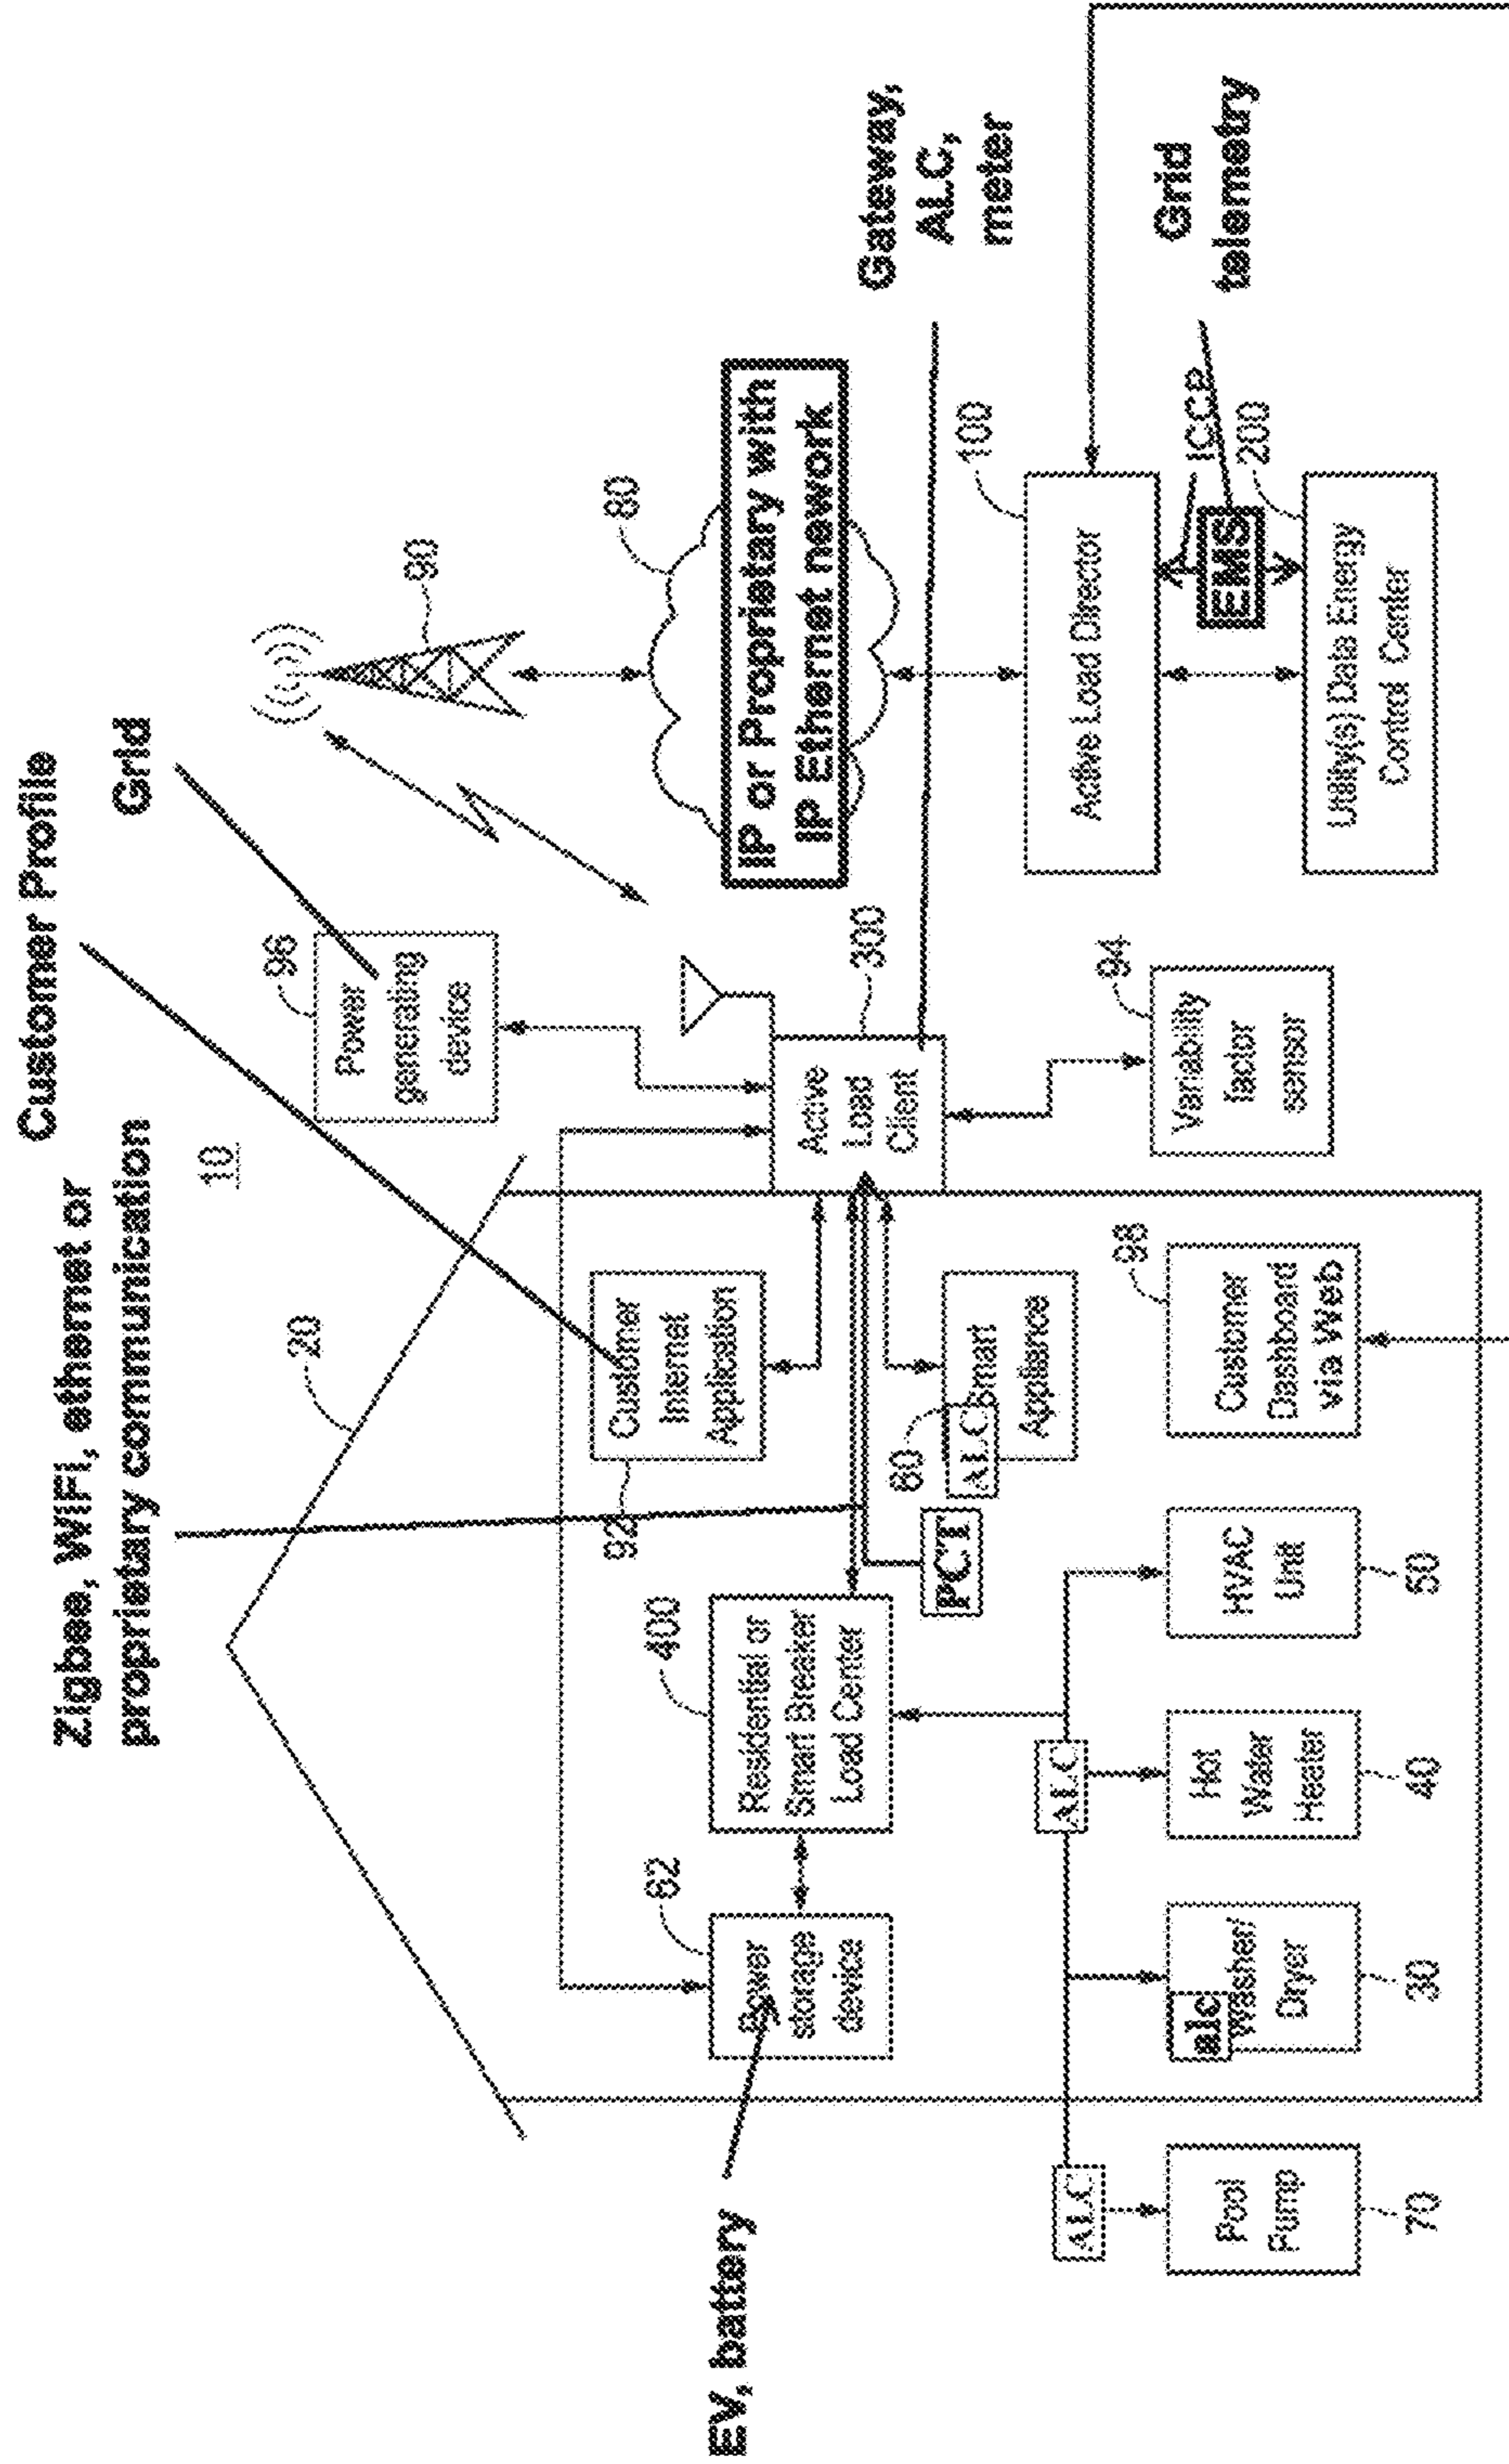 Customer Profile
Zigbee, WiFi, ethernet or
proprietary communication
Grid
10
20
90
96
Power
generating
device
80
IP or Proprietary with
IP Ethernet nework
Gateway,
ALC,
meter
EV, battery
62
Power
storage
device
400
Residential or
Smart Breaker
Load Center
92
Customer
Internet
Application
Active
Load
Client
300
PCT
60
ALC
Smart
Appliance
100
Active Load Director
ICCP
EMS
200
Grid
telemetry
Utility(s) Data Energy
Control Center
94
Variability
factor
sensor
98
Customer
Dashboard
via Web
ALC
ALC
Pool
Pump
70
alc
Washer/
Dryer
30
Hot
Water
Heater
40
HVAC
Unit
50